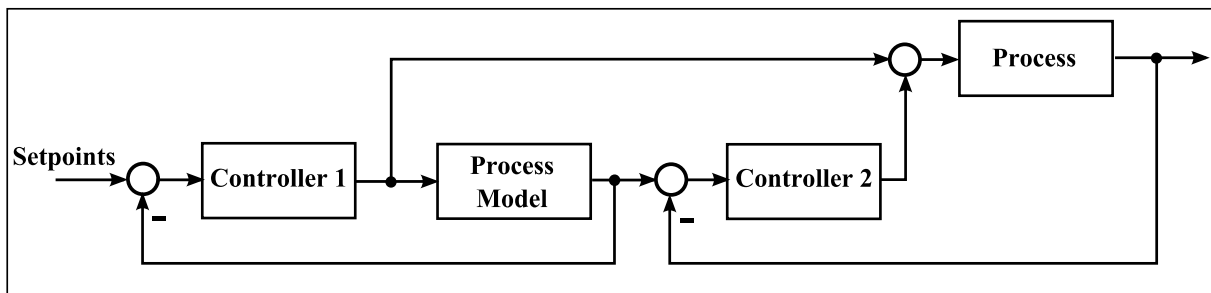 Process
Setpoints
Controller 1
Process
Model
Controller 2